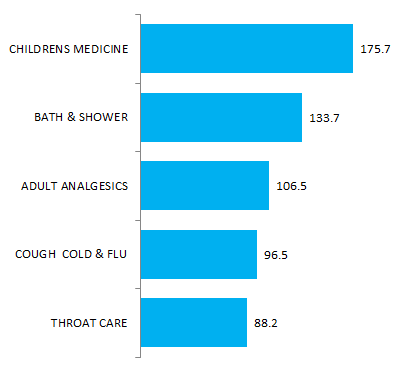 CHILDRENS MEDICINE 175.7
BATH & SHOWER 133.7
ADULT ANALGESICS 106.5
COUGH  COLD & FLU 96.5
THROAT CARE 88.2